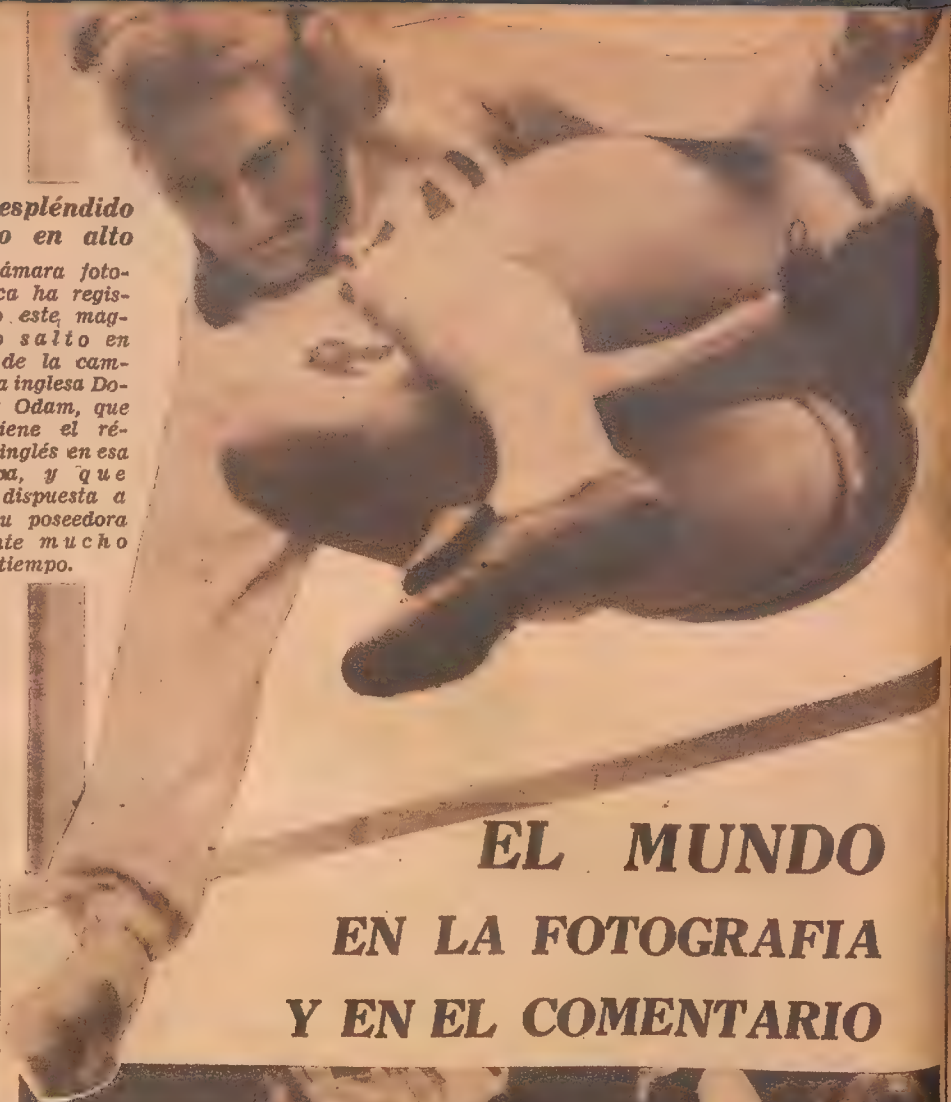 espléndido
o en alto
ámara foto-
ca ha regis-
o este mag-
o salto en
de la cam-
a inglesa Do-
Odam, que
iene el ré-
inglés en esa
ba, y que
dispuesta a
u poseedora
nte mucho
tiempo.
EL MUNDO
EN LA FOTOGRAFIA
Y EN EL COMENTARIO